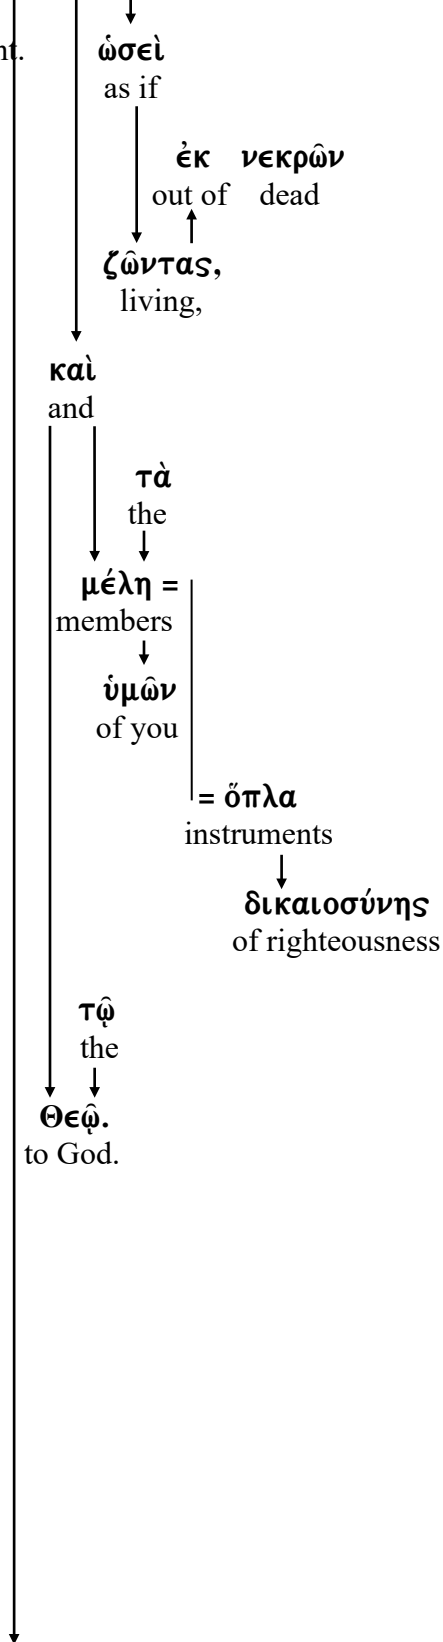 nt.
ὡσεὶ
as if
ἐκ νεκρῶν
out of dead
ζῶντας,
living,
καὶ
and
τὰ
the
μέλη =
members
ὑμῶν
of you
= ὅπλα
instruments
δικαιοσύνης
of righteousness
τῷ
the
Θεῷ.
to God.